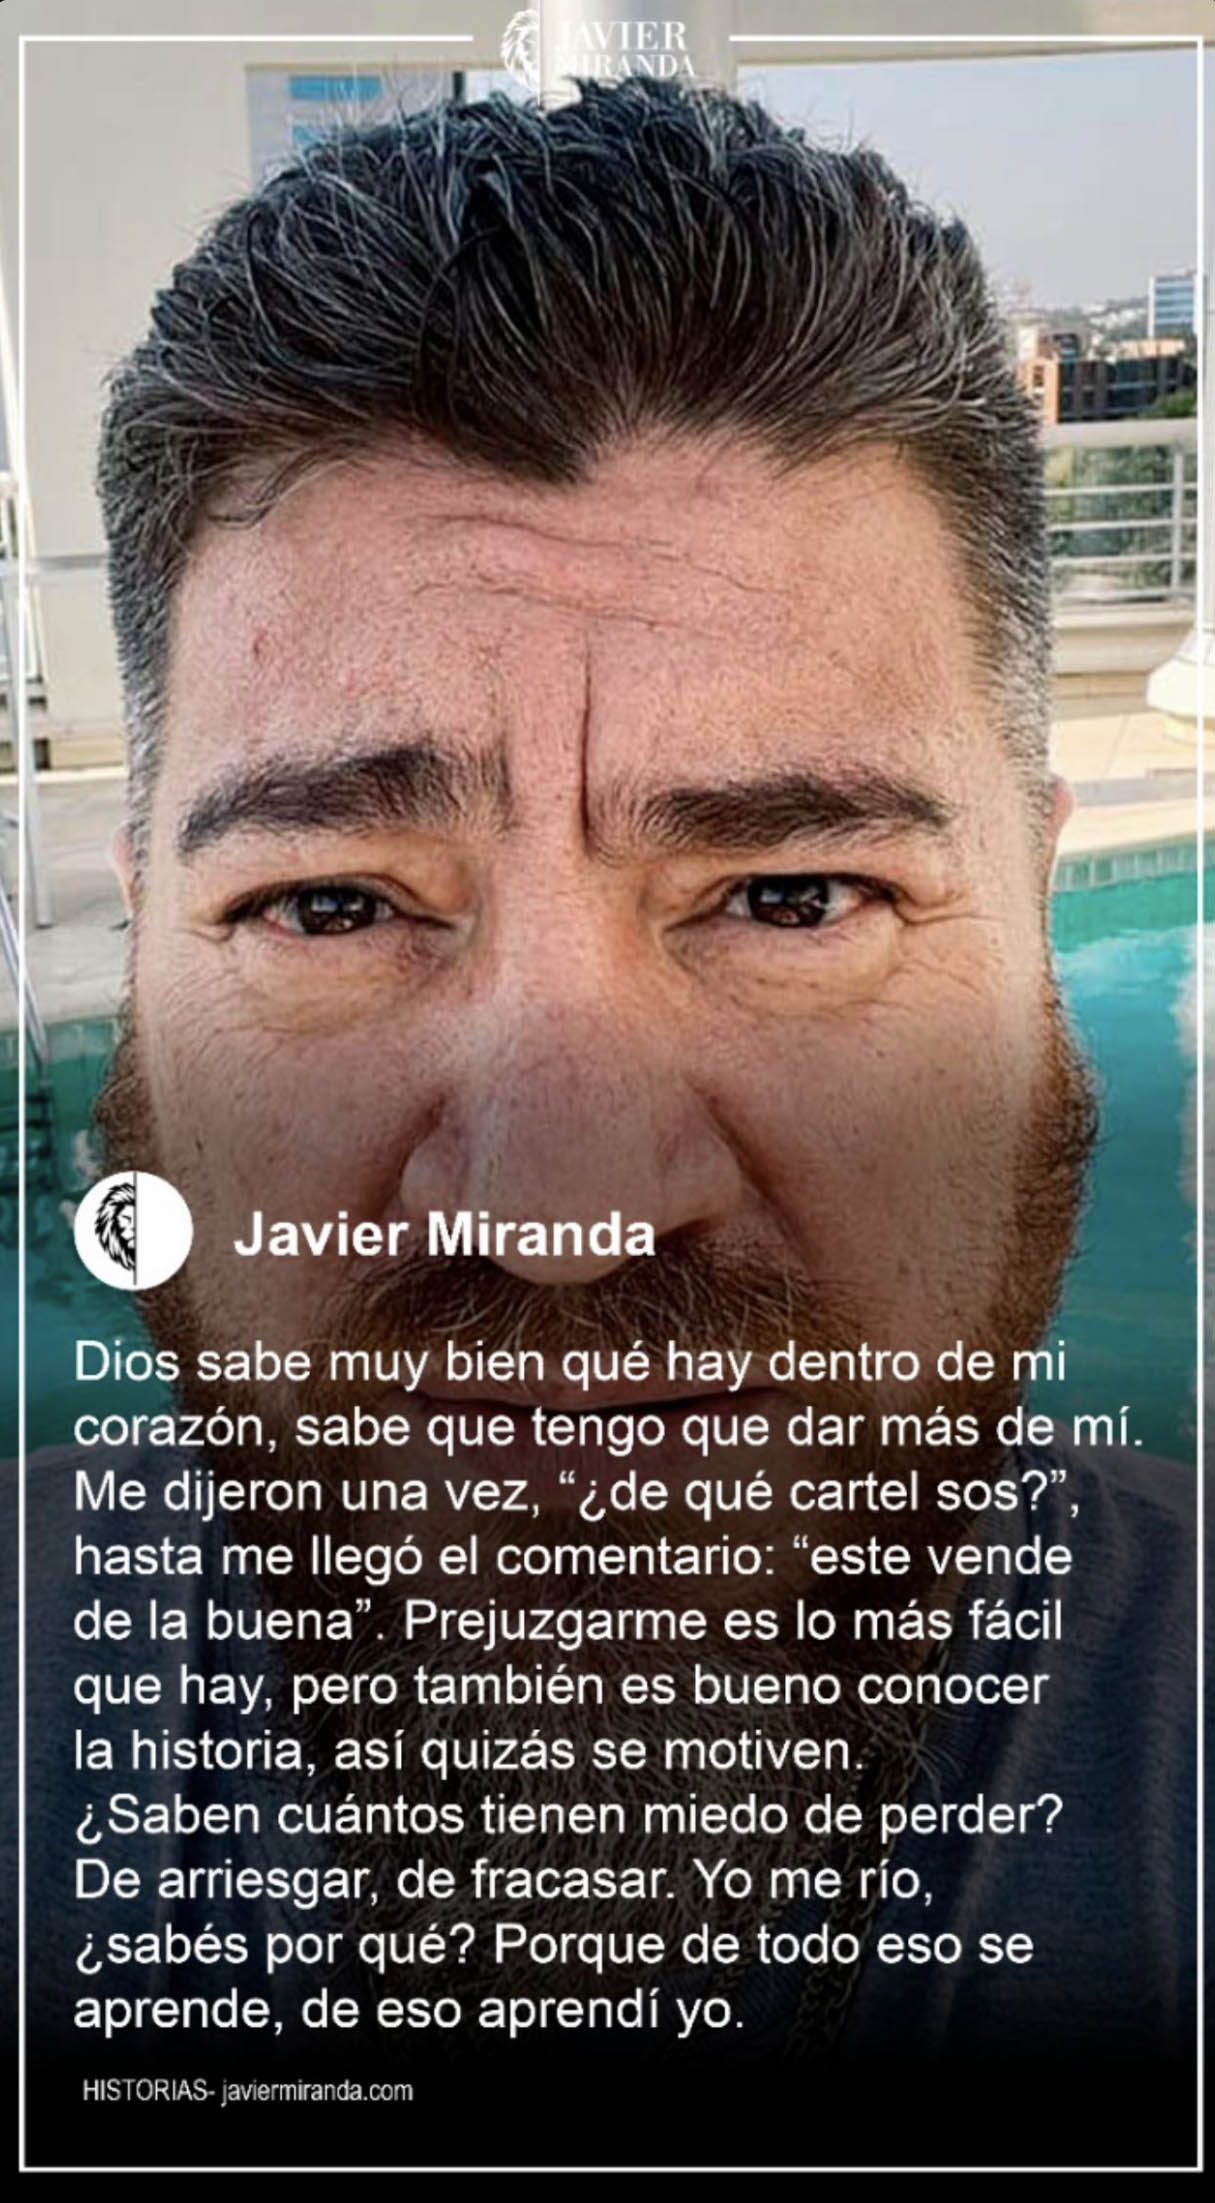 JAVIER
MIRANDA
Javier Miranda
Dios sabe muy bien qué hay dentro de mi
corazón, sabe que tengo que dar más de mí.
Me dijeron una vez, “¿de qué cartel sos?”,
hasta me llegó el comentario: “este vende
de la buena”. Prejuzgarme es lo más fácil
que hay, pero también es bueno conocer
la historia, así quizás se motiven.
¿Saben cuántos tienen miedo de perder?
De arriesgar, de fracasar. Yo me río,
¿sabés por qué? Porque de todo eso se
aprende, de eso aprendí yo.
HISTORIAS- javiermiranda.com